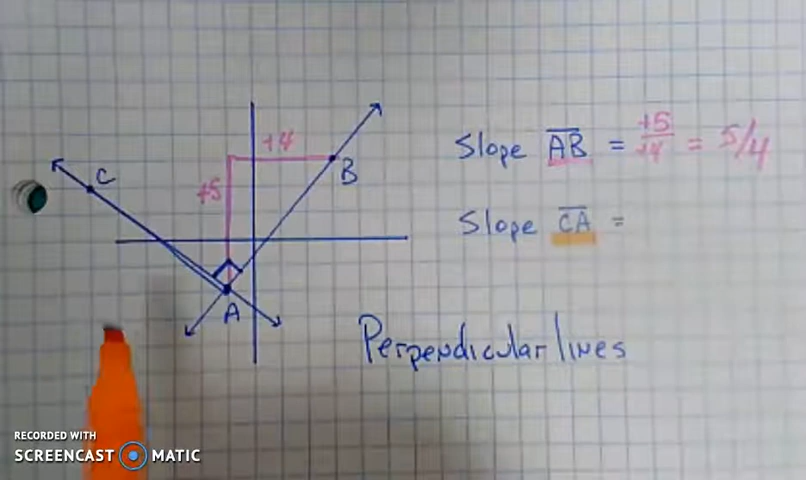 C
+4
B
+5
A
Slope AB = +5/+4 = 5/4
Slope CA =
Perpendicular lines
RECORDED WITH
SCREENCAST MATIC